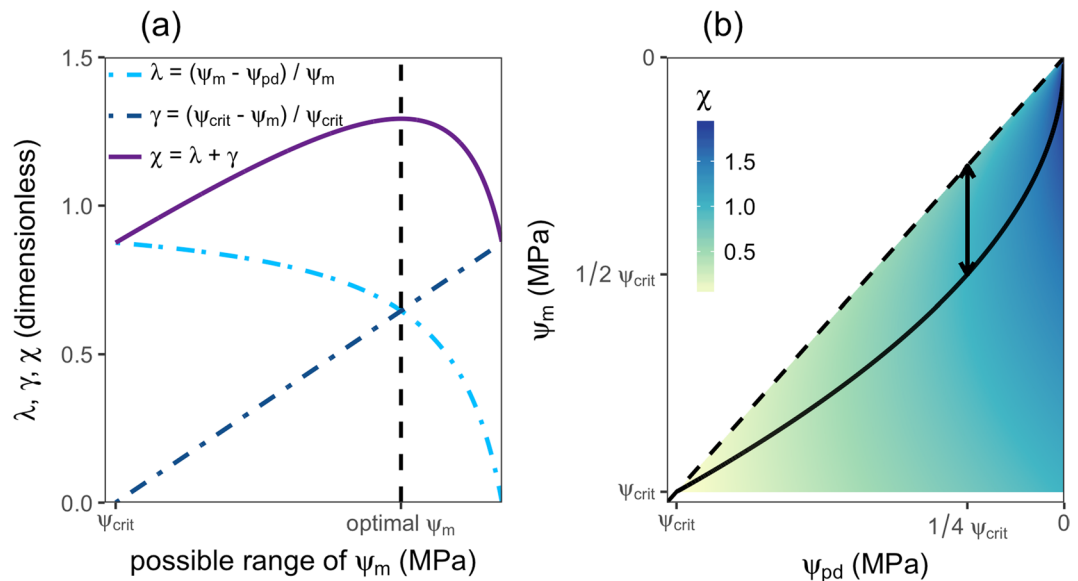 (a)
1.5
1.0
0.5
0.0
λ, γ, χ (dimensionless)
λ = (ψm - ψpd) / ψm
γ = (ψcrit - ψm) / ψcrit
χ = λ + γ
ψcrit
optimal ψm
possible range of ψm (MPa)
(b)
0
1/2 ψcrit
ψcrit
ψm (MPa)
χ
1.5
1.0
0.5
ψcrit
1/4 ψcrit
0
ψpd (MPa)